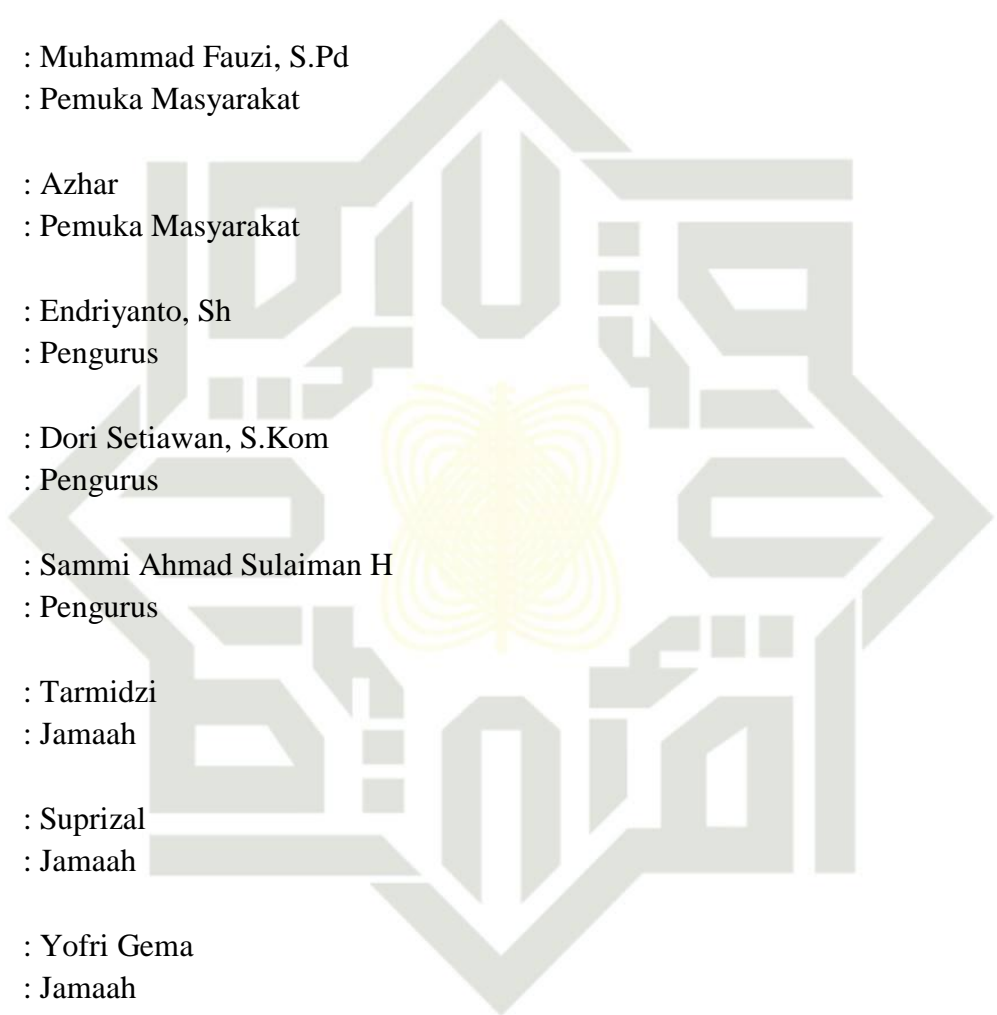 : Muhammad Fauzi, S.Pd
: Pemuka Masyarakat
: Azhar
: Pemuka Masyarakat
: Endriyanto, Sh
: Pengurus
: Dori Setiawan, S.Kom
: Pengurus
: Sammi Ahmad Sulaiman H
: Pengurus
: Tarmidzi
: Jamaah
: Suprizal
: Jamaah
: Yofri Gema
: Jamaah